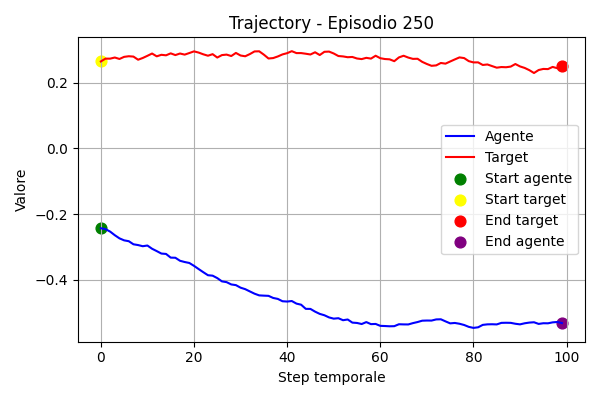 Trajectory - Episodio 250
Valore
0.2
0.0
−0.2
−0.4
Agente
Target
Start agente
Start target
End target
End agente
0 20 40 60 80 100
Step temporale